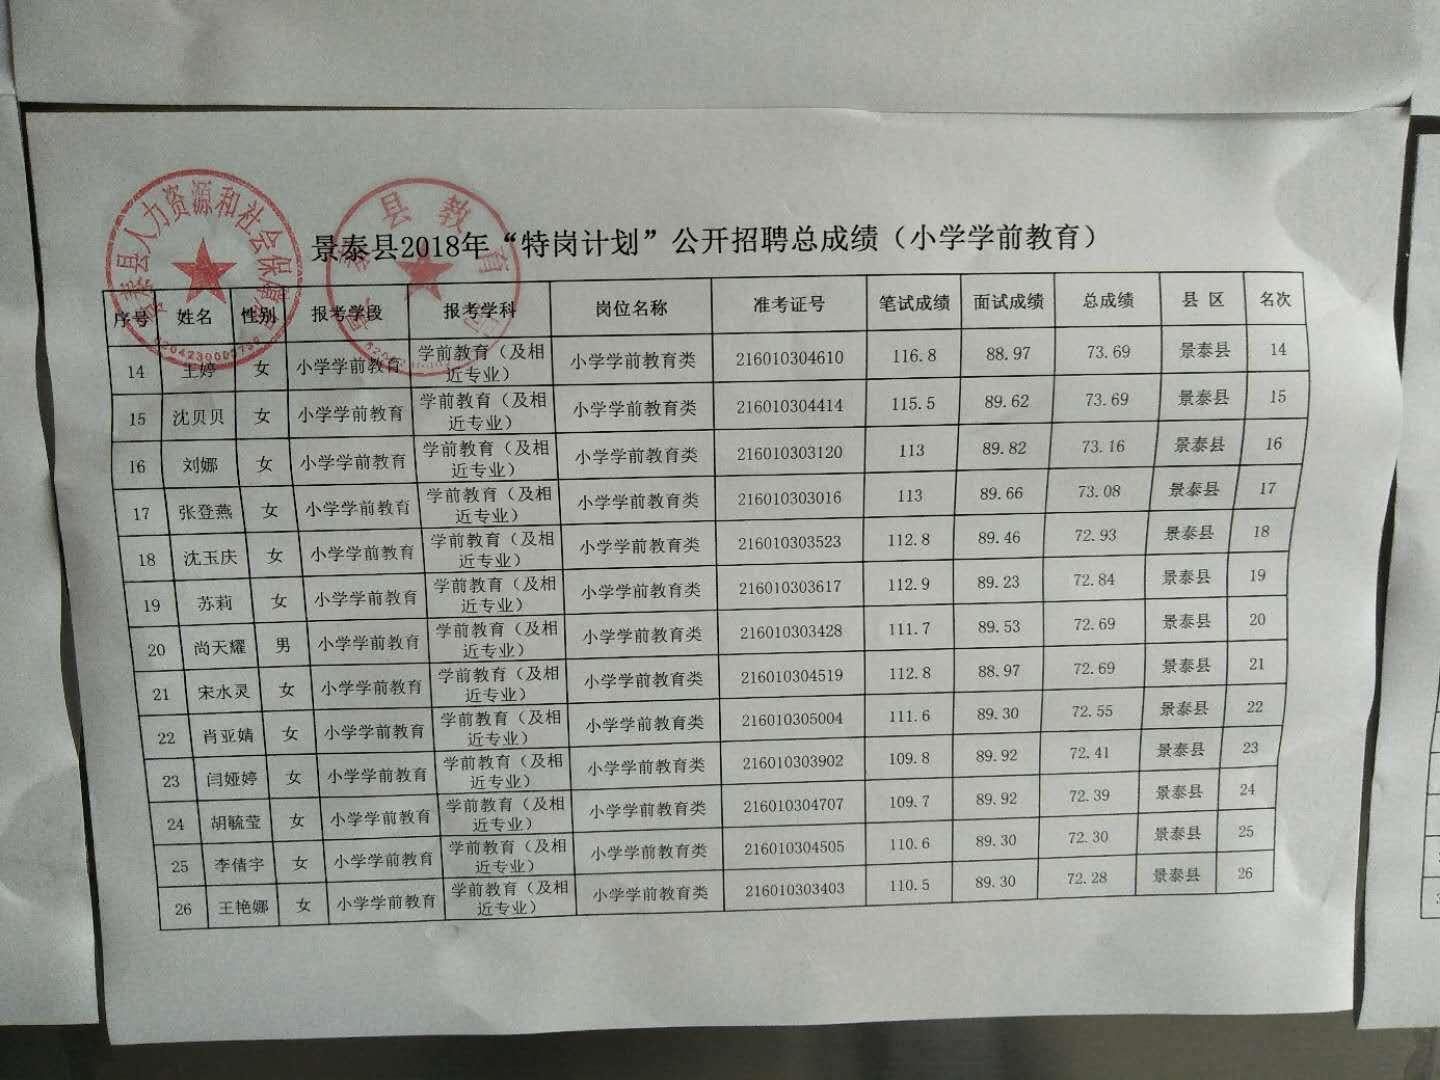 景泰县人力资源和社会保障局
县教育局
景泰县2018年“特岗计划”公开招聘总成绩（小学学前教育）
序号 姓名 性别 报考学段 报考学科 岗位名称 准考证号 笔试成绩 面试成绩 总成绩 县 区 名次
14 王婷 女 小学学前教育 学前教育（及相近专业） 小学学前教育类 216010304610 116.8 88.97 73.69 景泰县 14
15 沈贝贝 女 小学学前教育 学前教育（及相近专业） 小学学前教育类 216010304414 115.5 89.62 73.69 景泰县 15
16 刘娜 女 小学学前教育 学前教育（及相近专业） 小学学前教育类 216010303120 113 89.82 73.16 景泰县 16
17 张登燕 女 小学学前教育 学前教育（及相近专业） 小学学前教育类 216010303016 113 89.66 73.08 景泰县 17
18 沈玉庆 女 小学学前教育 学前教育（及相近专业） 小学学前教育类 216010303523 112.8 89.46 72.93 景泰县 18
19 苏莉 女 小学学前教育 学前教育（及相近专业） 小学学前教育类 216010303617 112.9 89.23 72.84 景泰县 19
20 尚天耀 男 小学学前教育 学前教育（及相近专业） 小学学前教育类 216010303428 111.7 89.53 72.69 景泰县 20
21 宋水灵 女 小学学前教育 学前教育（及相近专业） 小学学前教育类 216010304519 112.8 88.97 72.69 景泰县 21
22 肖亚婧 女 小学学前教育 学前教育（及相近专业） 小学学前教育类 216010305004 111.6 89.30 72.55 景泰县 22
23 闫娅婷 女 小学学前教育 学前教育（及相近专业） 小学学前教育类 216010303902 109.8 89.92 72.41 景泰县 23
24 胡毓莹 女 小学学前教育 学前教育（及相近专业） 小学学前教育类 216010304707 109.7 89.92 72.39 景泰县 24
25 李倩宇 女 小学学前教育 学前教育（及相近专业） 小学学前教育类 216010304505 110.6 89.30 72.30 景泰县 25
26 王艳娜 女 小学学前教育 学前教育（及相近专业） 小学学前教育类 216010303403 110.5 89.30 72.28 景泰县 26